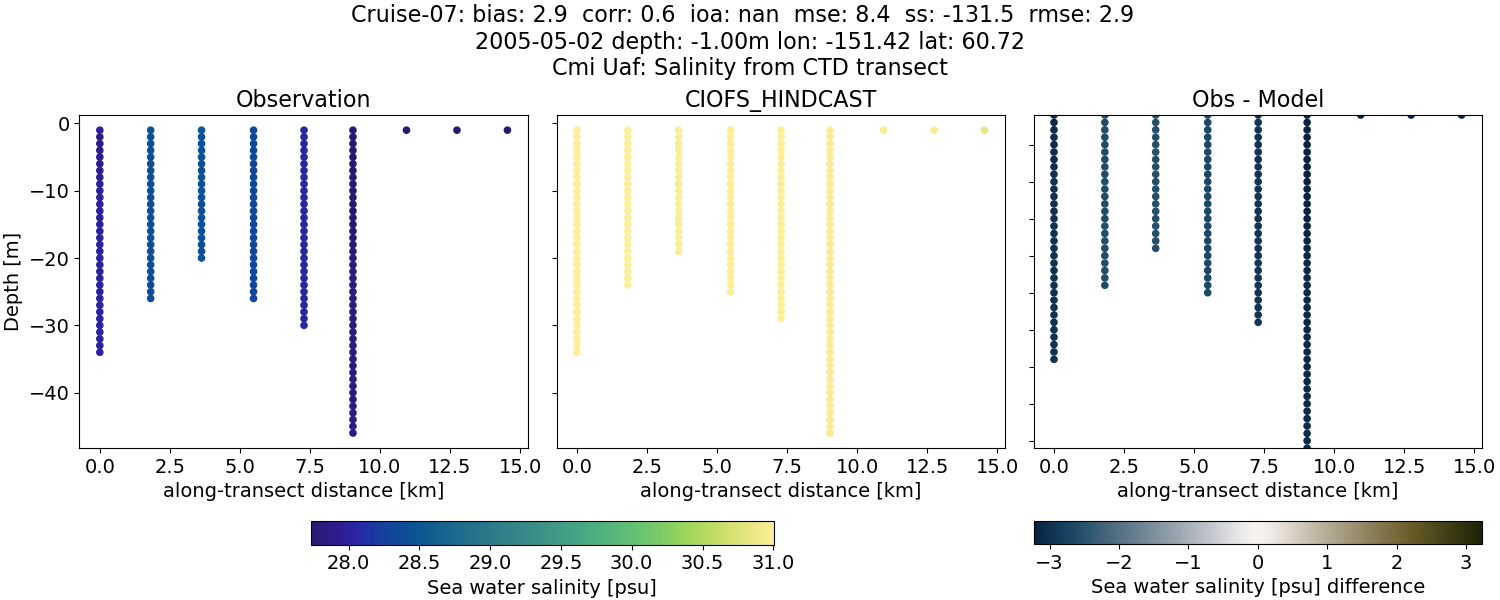 Cruise-07: bias: 2.9  corr: 0.6  ioa: nan  mse: 8.4  ss: -131.5  rmse: 2.9
2005-05-02 depth: -1.00m lon: -151.42 lat: 60.72
Cmi Uaf: Salinity from CTD transect
Observation
CIOFS_HINDCAST
Obs - Model
0
−10
−20
−30
−40
Depth [m]
0.0 2.5 5.0 7.5 10.0 12.5 15.0
0.0 2.5 5.0 7.5 10.0 12.5 15.0
0.0 2.5 5.0 7.5 10.0 12.5 15.0
along-transect distance [km]
along-transect distance [km]
along-transect distance [km]
28.0 28.5 29.0 29.5 30.0 30.5 31.0
Sea water salinity [psu]
−3 −2 −1 0 1 2 3
Sea water salinity [psu] difference